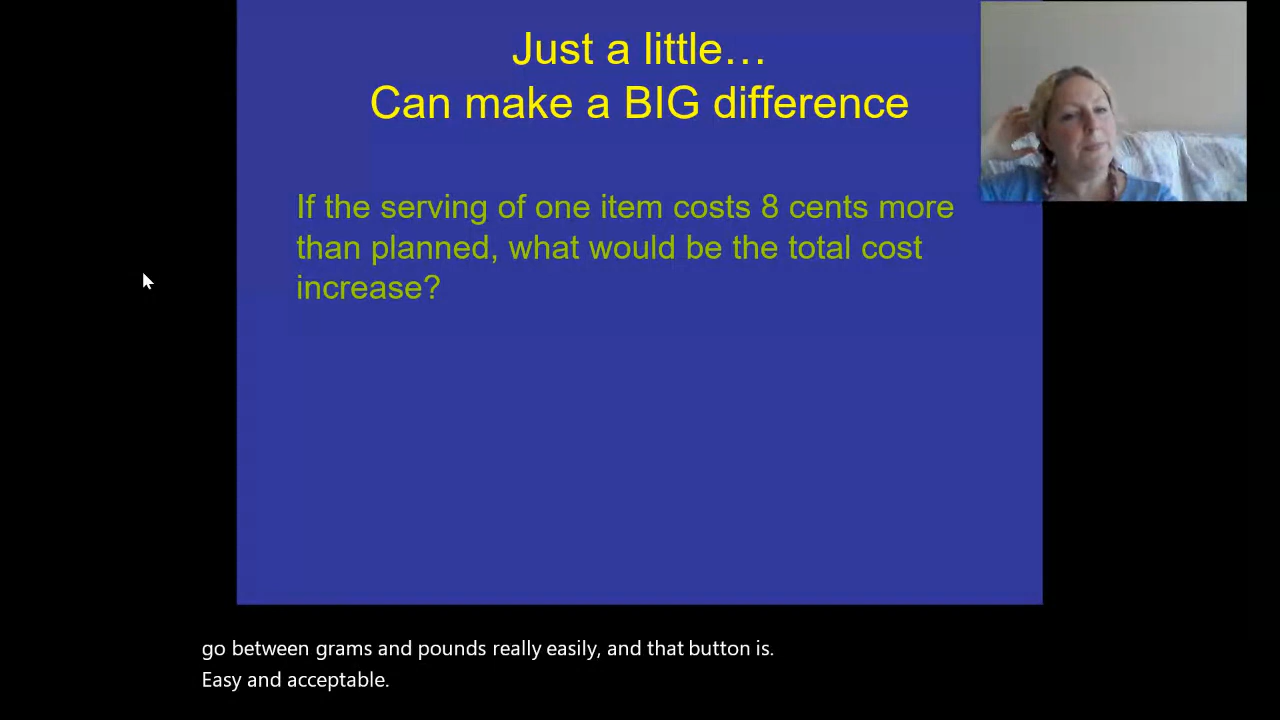 Just a little…
Can make a BIG difference
If the serving of one item costs 8 cents more
than planned, what would be the total cost
increase?
go between grams and pounds really easily, and that button is.
Easy and acceptable.